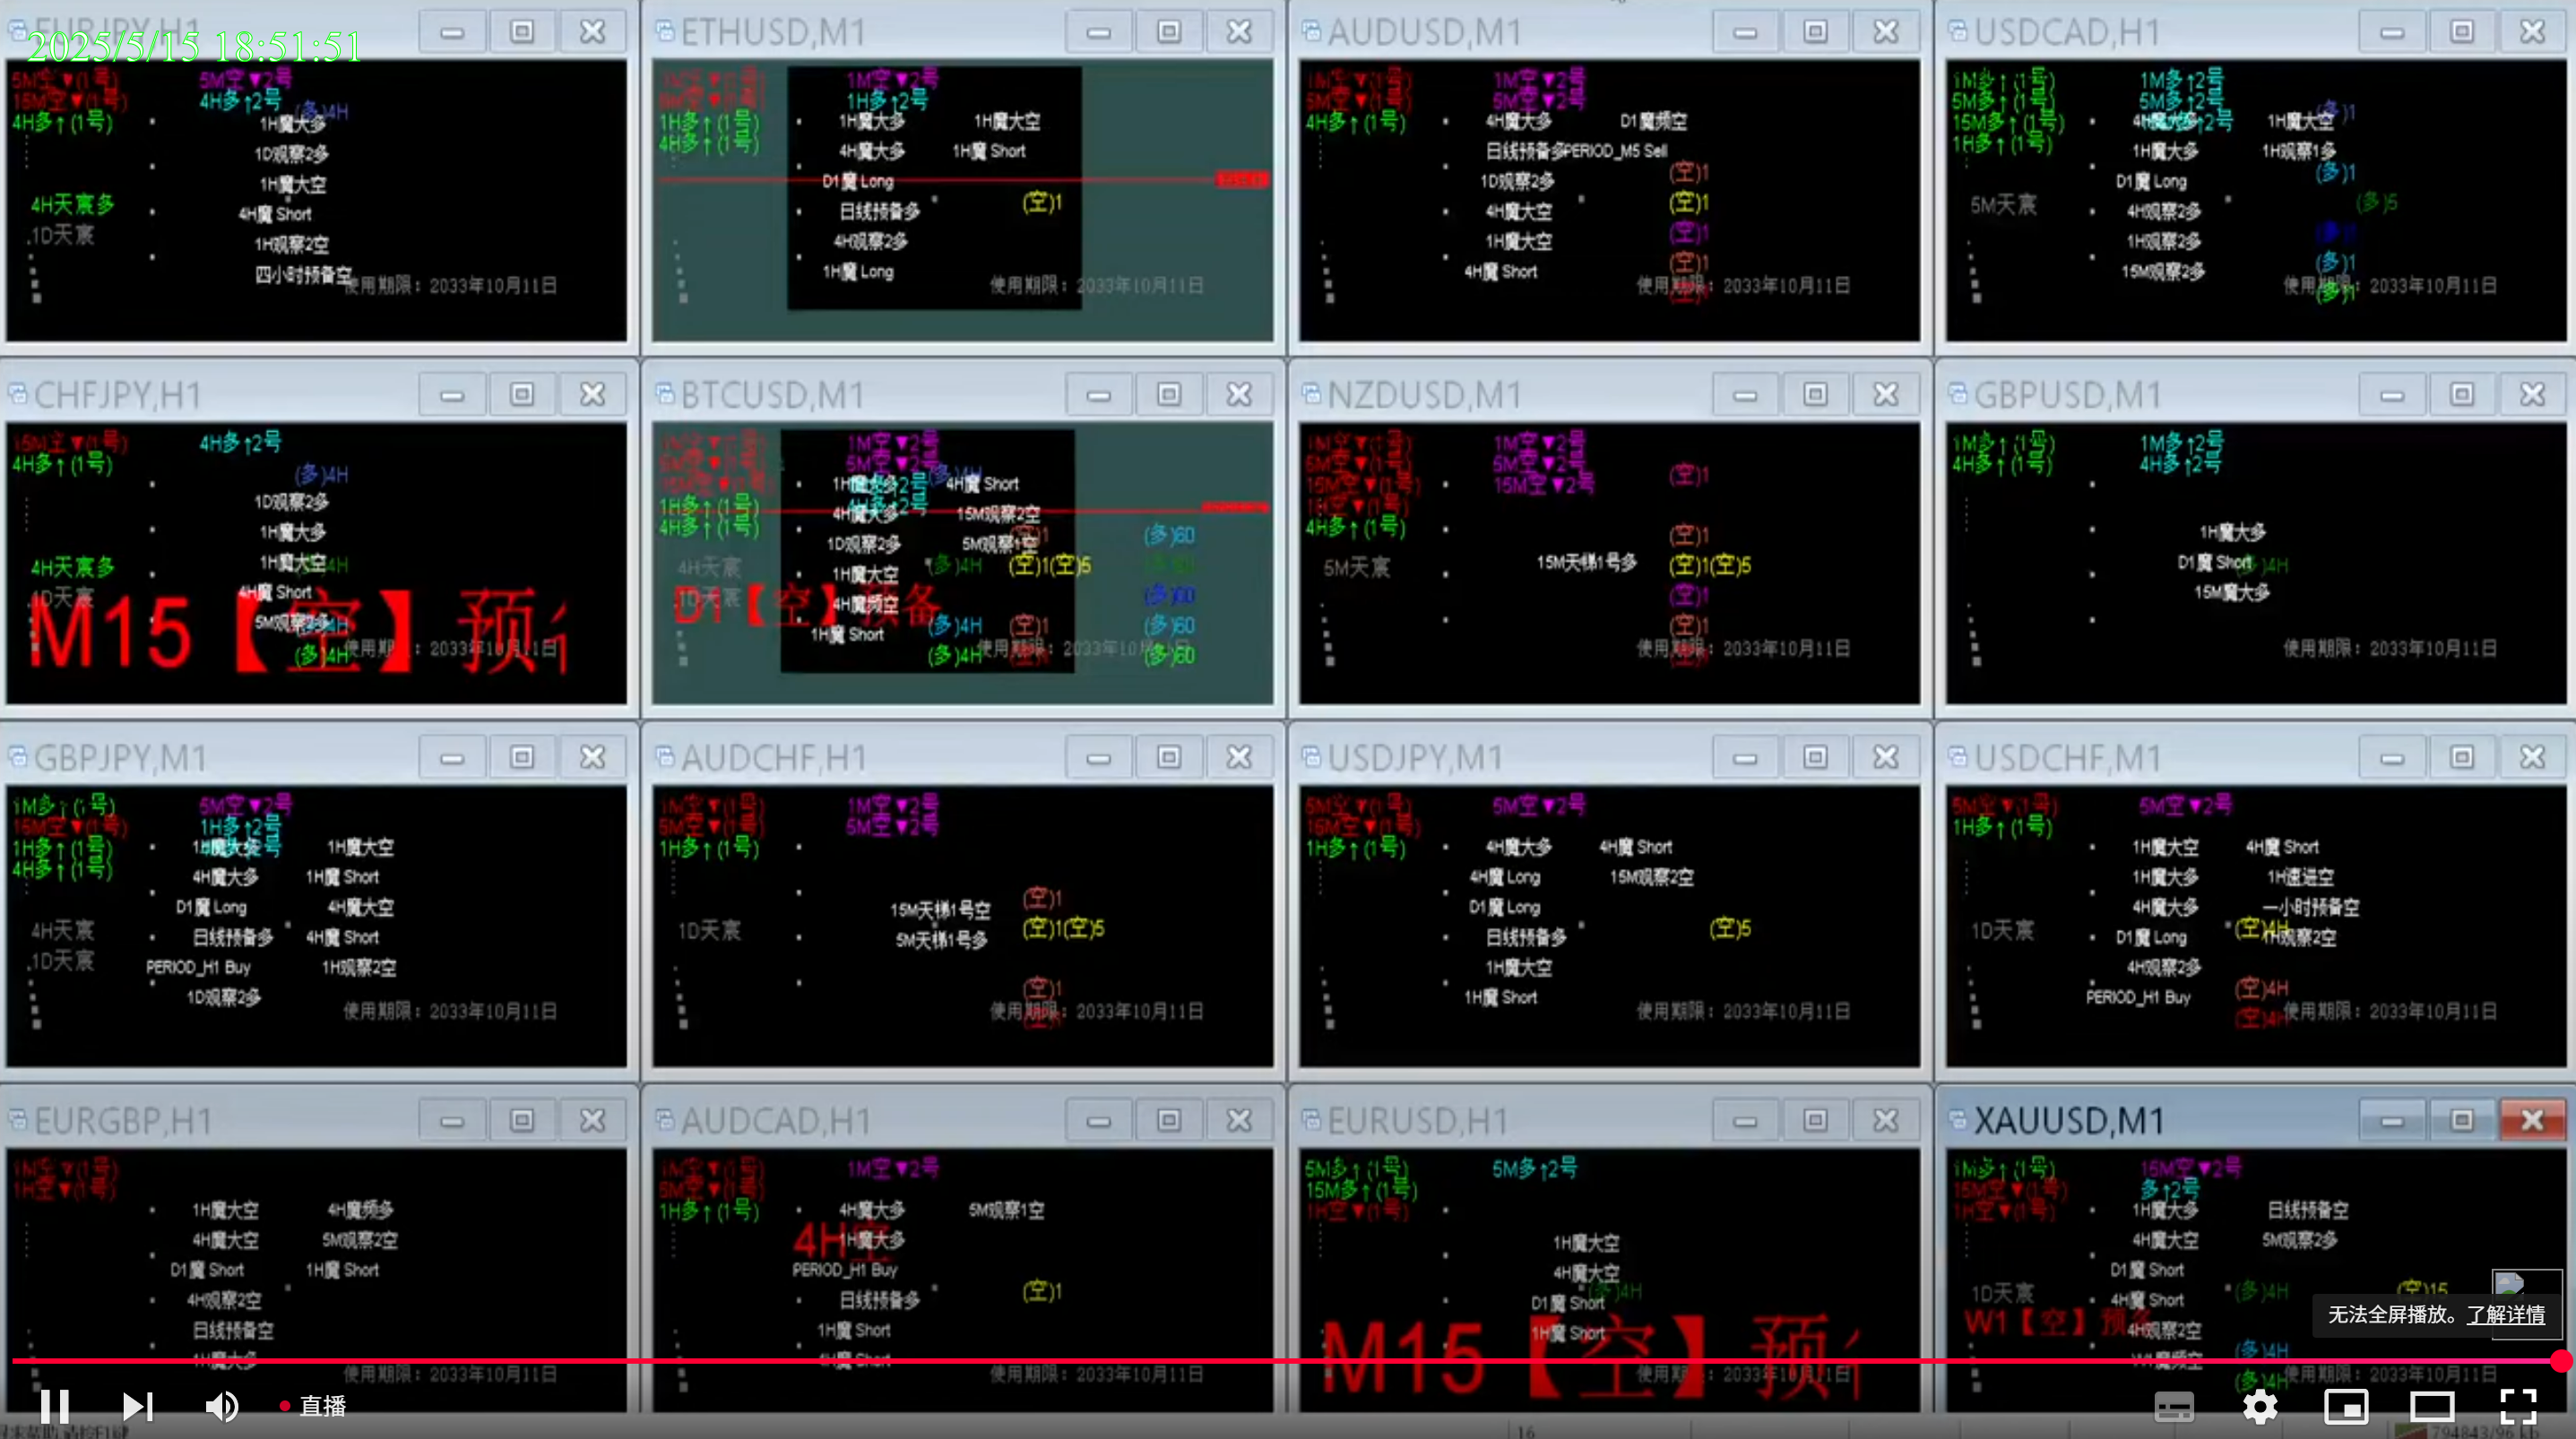 EURJPY,H1
2025/5/15 18:51:51
5M空▼(1号)
5M空▼2号
15M空▼(1号)
4H多↑2号
(多)4H
4H多↑(1号)
1H魔大多
1D观察2多
1H魔大空
4H天宸多
4H魔 Short
.1D天宸
1H观察2空
四小时预备空
使用期限: 2033年10月11日
ETHUSD,M1
1M空▼(1号)
1M空▼2号
5M空▼(1号)
1H多↑2号
1H多↑(1号)
1H魔大多
1H魔大空
4H多↑(1号)
4H魔大多
1H魔 Short
D1魔 Long
日线预备多
(空)1
4H观察2多
1H魔 Long
使用期限: 2033年10月11日
AUDUSD,M1
1M空▼(1号)
1M空▼2号
5M空▼(1号)
5M空▼2号
4H多↑(1号)
4H魔大多
D1魔频空
日线预备多
PERIOD_M5 Sell
(空)1
1D观察2多
4H魔大空
(空)1
1H魔大空
(空)1
4H魔 Short
(空)1
使用期限: 2033年10月11日
USDCAD,H1
1M多↑(1号)
1M多↑2号
5M多↑(1号)
5M多↑2号
(多)1
15M多↑(1号)
4H魔大多
1H魔大空
1H多↑(1号)
1H魔大多
1H观察1多
D1魔 Long
(多)1
5M天宸
4H观察2多
(多)5
1H观察2多
15M观察2多
(多)1
使用期限: 2033年10月11日
(多)1
CHFJPY,H1
15M空▼(1号)
4H多↑2号
4H多↑(1号)
(多)4H
1D观察2多
1H魔大多
4H天宸多
1H魔大空
.1D天宸
4H魔 Short
5M观察2多
M15【空】预
(多)4H
使用期限: 2033年10月11日
BTCUSD,M1
1M空▼(1号)
1M空▼2号
5M空▼(1号)
5M空▼2号
(多)4H
15M空▼(1号)
1H魔大多
4H魔 Short
1H多↑(1号)
4H多↑2号
4H多↑(1号)
4H魔大多
15M观察2空
1D观察2多
5M观察1空
(多)60
4H天宸
1H魔大空
(多)4H
(空)1(空)5
.1D天宸
4H魔频空
(多)60
D1【空】预备
1H魔 Short
(多)4H
(空)1
(多)60
(多)4H
使用期限: 2033年10月11日
(多)60
NZDUSD,M1
1M空▼(1号)
1M空▼2号
5M空▼(1号)
5M空▼2号
15M空▼(1号)
15M空▼2号
(空)1
1H空▼(1号)
4H多↑(1号)
(空)1
5M天宸
15M天梯1号多
(空)1(空)5
(空)1
(空)1
使用期限: 2033年10月11日
GBPUSD,M1
1M多↑(1号)
1M多↑2号
4H多↑(1号)
4H多↑2号
1H魔大多
D1魔 Short
15M魔大多
使用期限: 2033年10月11日
GBPJPY,M1
1M多↑(1号)
5M空▼2号
15M空▼(1号)
1H多↑2号
1H多↑(1号)
1H魔大多
1H魔大空
4H多↑(1号)
4H魔大多
1H魔 Short
D1魔 Long
4H魔大空
4H天宸
日线预备多
4H魔 Short
.1D天宸
PERIOD_H1 Buy
1H观察2空
1D观察2多
使用期限: 2033年10月11日
AUDCHF,H1
1M空▼(1号)
1M空▼2号
5M空▼(1号)
5M空▼2号
1H多↑(1号)
(空)1
15M天梯1号空
1D天宸
(空)1(空)5
5M天梯1号多
(空)1
使用期限: 2033年10月11日
USDJPY,M1
5M空▼(1号)
5M空▼2号
15M空▼(1号)
1H多↑(1号)
4H魔大多
4H魔 Short
4H魔 Long
15M观察2空
D1魔 Long
日线预备多
(空)5
1H魔大空
1H魔 Short
使用期限: 2033年10月11日
USDCHF,M1
5M空▼(1号)
5M空▼2号
1H多↑(1号)
1H魔大空
4H魔 Short
1H魔大多
1H速进空
4H魔大多
一小时预备空
1D天宸
D1魔 Long
(空)4H
1H观察2空
4H观察2多
PERIOD_H1 Buy
(空)4H
(空)4H
使用期限: 2033年10月11日
EURGBP,H1
1M空▼(1号)
1H空▼(1号)
1H魔大空
4H魔频多
4H魔大空
5M观察2空
D1魔 Short
1H魔 Short
4H观察2空
日线预备空
1H魔大多
使用期限: 2033年10月11日
AUDCAD,H1
1M空▼(1号)
1M空▼2号
5M空▼(1号)
1H多↑(1号)
4H魔大多
5M观察1空
4H空
1H魔大多
PERIOD_H1 Buy
日线预备多
(空)1
1H魔 Short
4H魔 Short
使用期限: 2033年10月11日
EURUSD,H1
5M多↑(1号)
5M多↑2号
15M多↑(1号)
1H空▼(1号)
1H魔大空
4H魔大空
(多)4H
D1魔 Short
1H魔 Short
M15【空】预
使用期限: 2033年10月11日
XAUUSD,M1
1M多↑(1号)
15M空▼2号
15M空▼(1号)
多↑2号
1H空▼(1号)
1H魔大多
日线预备空
4H魔大空
5M观察2多
D1魔 Short
1D天宸
4H魔 Short
(多)4H
(空)15
W1【空】预
4H观察2空
(多)4H
(多)4H
使用期限: 2033年10月11日
无法全屏播放。了解详情
直播
16
794843/96 kb